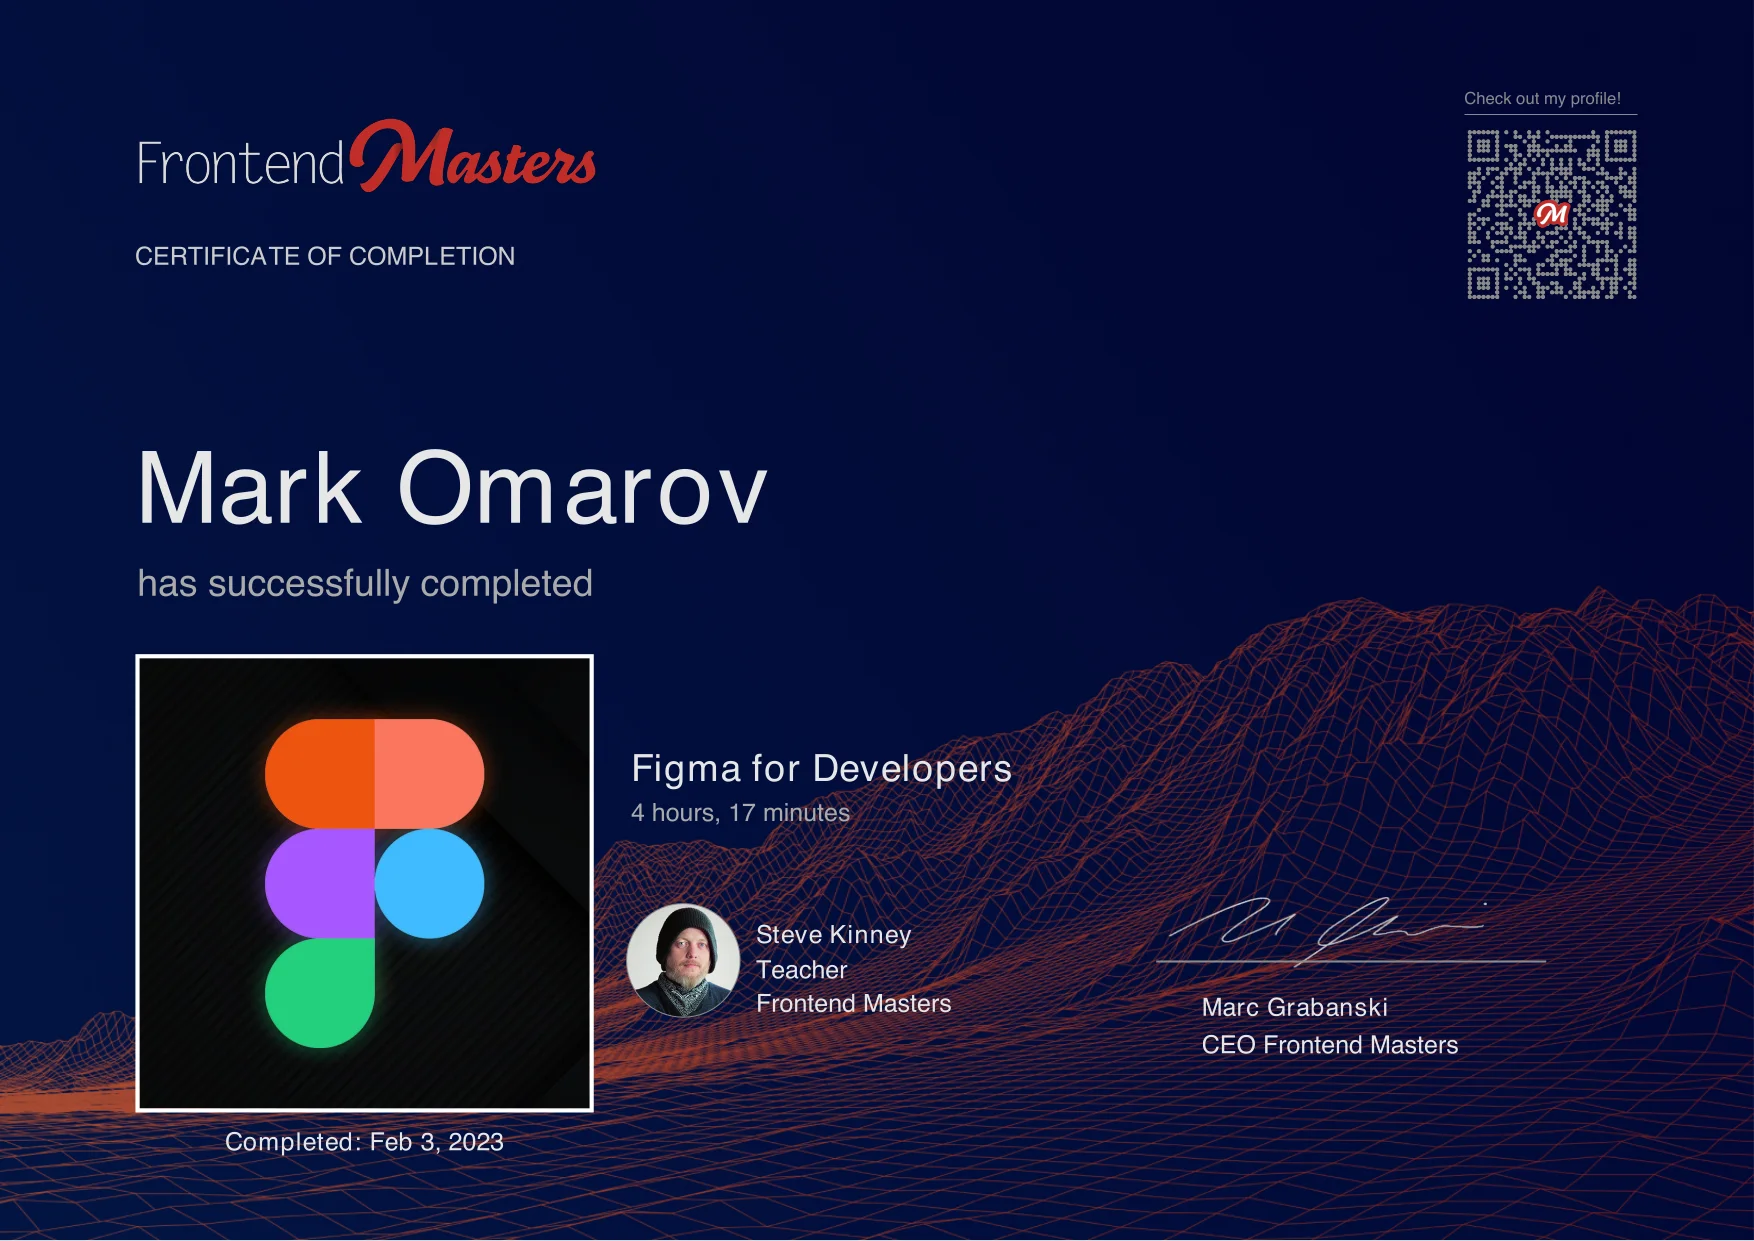 Check out my profile!
Frontend Masters
CERTIFICATE OF COMPLETION
Mark Omarov
has successfully completed
Figma for Developers
4 hours, 17 minutes
Steve Kinney
Teacher
Frontend Masters
Marc Grabanski
CEO Frontend Masters
Completed: Feb 3, 2023